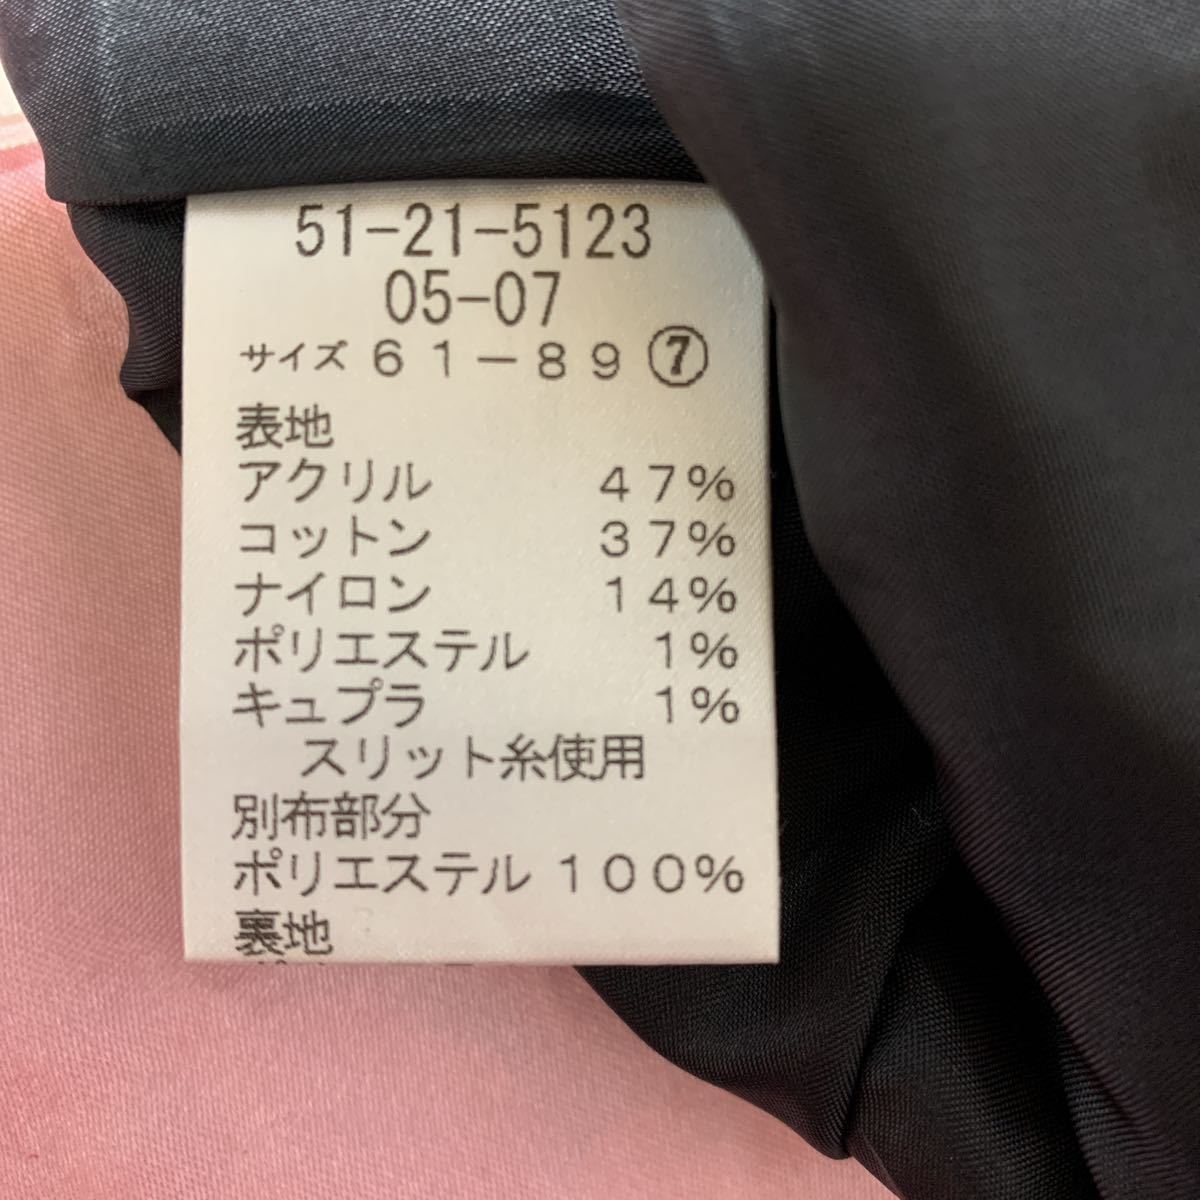 51-21-5123
05-07
サイズ 61-89 ⑦
表地
アクリル 47%
コットン 37%
ナイロン 14%
ポリエステル 1%
キュプラ 1%
スリット糸使用
別布部分
ポリエステル 100%
裏地